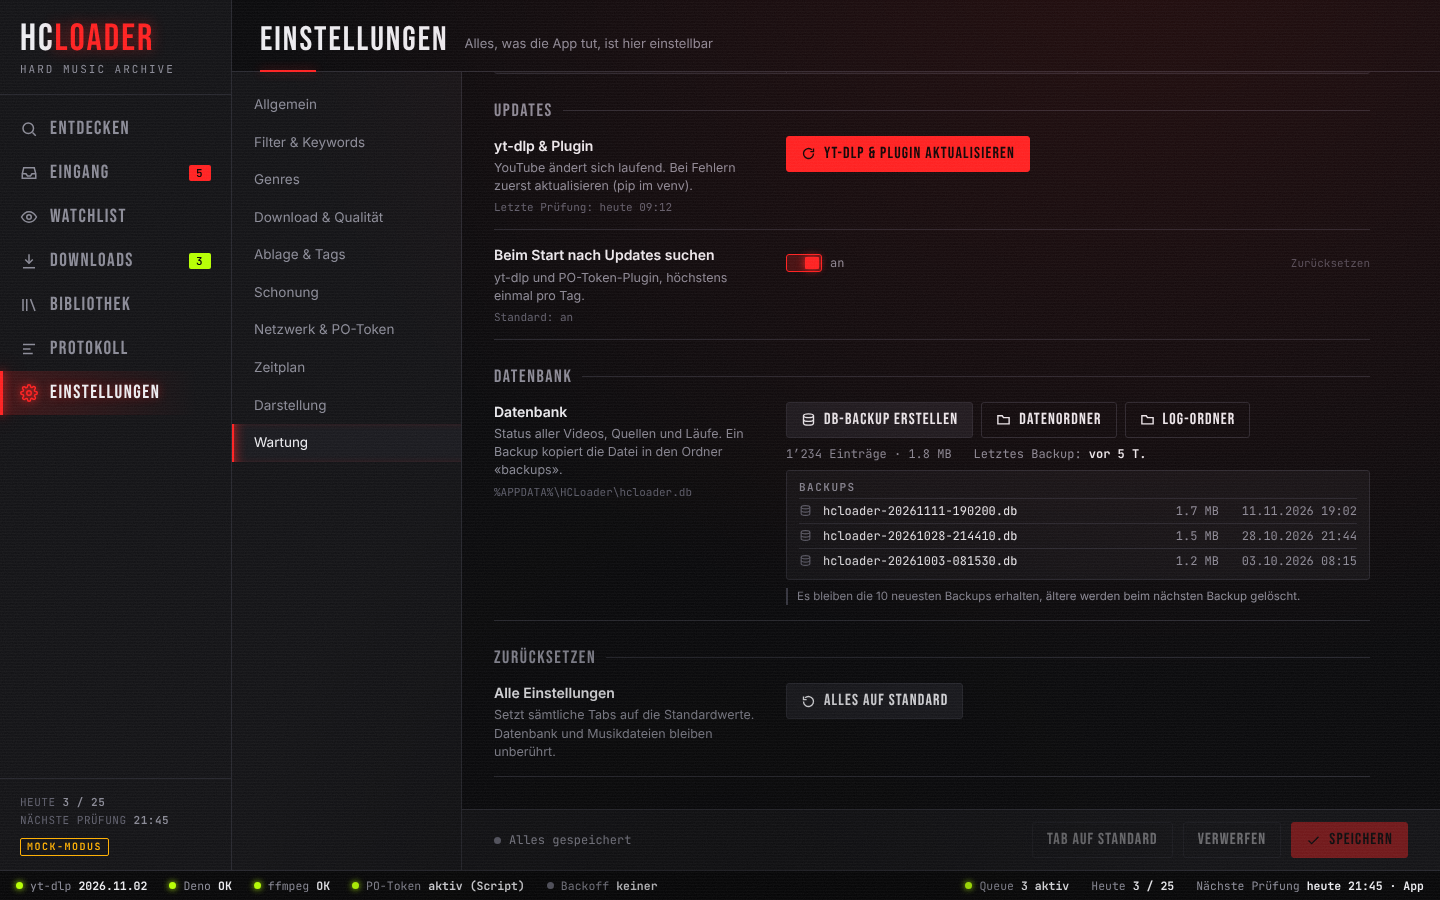 HCLOADER
HARD MUSIC ARCHIVE
ENTDECKEN
EINGANG 5
WATCHLIST
DOWNLOADS 3
BIBLIOTHEK
PROTOKOLL
EINSTELLUNGEN
HEUTE 3 / 25
NÄCHSTE PRÜFUNG 21:45
MOCK-MODUS
EINSTELLUNGEN Alles, was die App tut, ist hier einstellbar
Allgemein
Filter & Keywords
Genres
Download & Qualität
Ablage & Tags
Schonung
Netzwerk & PO-Token
Zeitplan
Darstellung
Wartung
UPDATES
yt-dlp & Plugin
YouTube ändert sich laufend. Bei Fehlern
zuerst aktualisieren (pip im venv).
Letzte Prüfung: heute 09:12
YT-DLP & PLUGIN AKTUALISIEREN
Beim Start nach Updates suchen
yt-dlp und PO-Token-Plugin, höchstens
einmal pro Tag.
Standard: an
an
Zurücksetzen
DATENBANK
Datenbank
Status aller Videos, Quellen und Läufe. Ein
Backup kopiert die Datei in den Ordner
«backups».
%APPDATA%\HCLoader\hcloader.db
DB-BACKUP ERSTELLEN
DATENORDNER
LOG-ORDNER
1’234 Einträge · 1.8 MB Letztes Backup: vor 5 T.
BACKUPS
hcloader-20261111-190200.db 1.7 MB 11.11.2026 19:02
hcloader-20261028-214410.db 1.5 MB 28.10.2026 21:44
hcloader-20261003-081530.db 1.2 MB 03.10.2026 08:15
Es bleiben die 10 neuesten Backups erhalten, ältere werden beim nächsten Backup gelöscht.
ZURÜCKSETZEN
Alle Einstellungen
Setzt sämtliche Tabs auf die Standardwerte.
Datenbank und Musikdateien bleiben
unberührt.
ALLES AUF STANDARD
Alles gespeichert
TAB AUF STANDARD
VERWERFEN
SPEICHERN
yt-dlp 2026.11.02 Deno OK ffmpeg OK PO-Token aktiv (Script) Backoff keiner Queue 3 aktiv Heute 3 / 25 Nächste Prüfung heute 21:45 · App